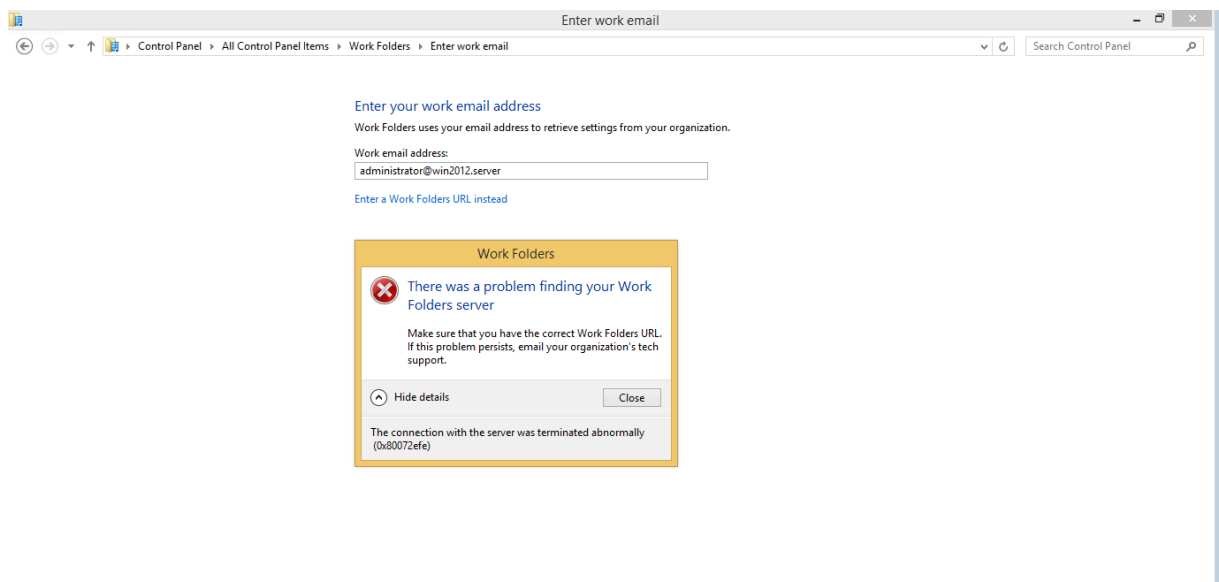 Enter work email
Control Panel All Control Panel Items Work Folders Enter work email
Search Control Panel
Enter your work email address
Work Folders uses your email address to retrieve settings from your organization.
Work email address:
administrator@win2012.server
Enter a Work Folders URL instead
Work Folders
There was a problem finding your Work
Folders server
Make sure that you have the correct Work Folders URL.
If this problem persists, email your organization's tech
support.
Hide details
Close
The connection with the server was terminated abnormally
(0x80072efe)